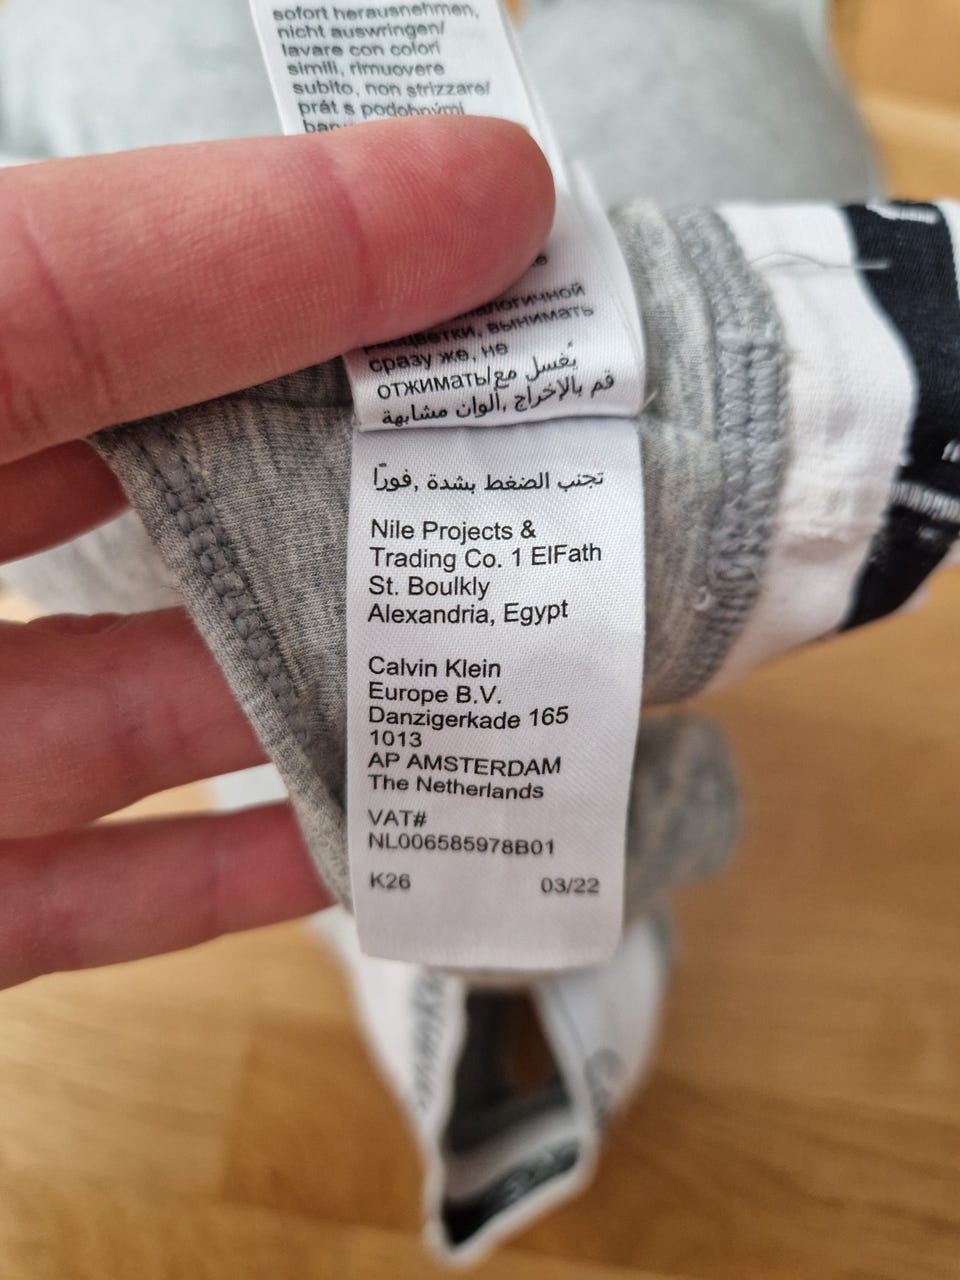 sofort herausnehmen,
nicht auswringen/
lavare con colori
simili, rimuovere
subito, non strizzare/
prát s podobnými
сразу же, не
отжимать/يُغسل مع
قم بالإخراج ,ألوان مشابهة
تجنب الضغط بشدة ,فورًا
Nile Projects &
Trading Co. 1 ElFath
St. Boulkly
Alexandria, Egypt
Calvin Klein
Europe B.V.
Danzigerkade 165
1013
AP AMSTERDAM
The Netherlands
VAT#
NL006585978B01
K26 03/22